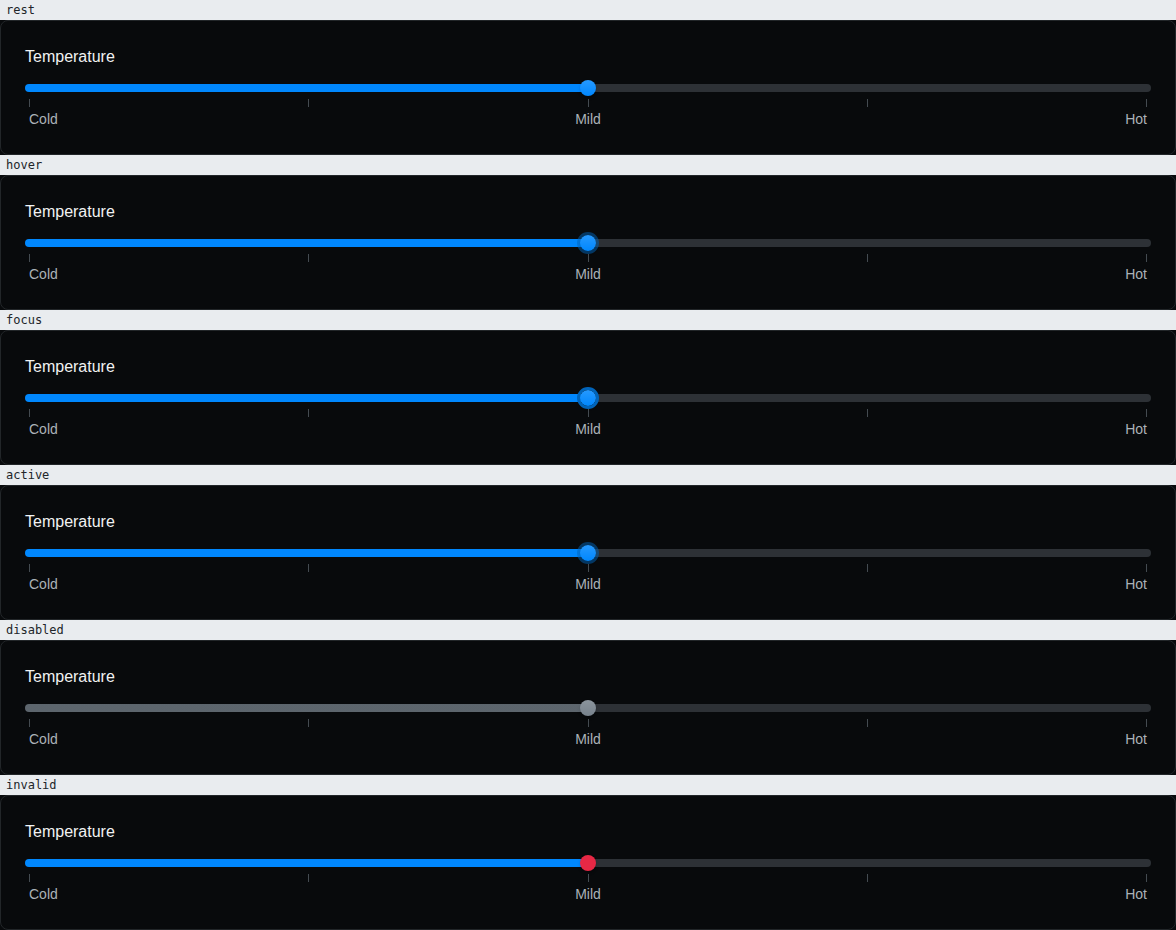 rest
Temperature
Cold Mild Hot
hover
Temperature
Cold Mild Hot
focus
Temperature
Cold Mild Hot
active
Temperature
Cold Mild Hot
disabled
Temperature
Cold Mild Hot
invalid
Temperature
Cold Mild Hot